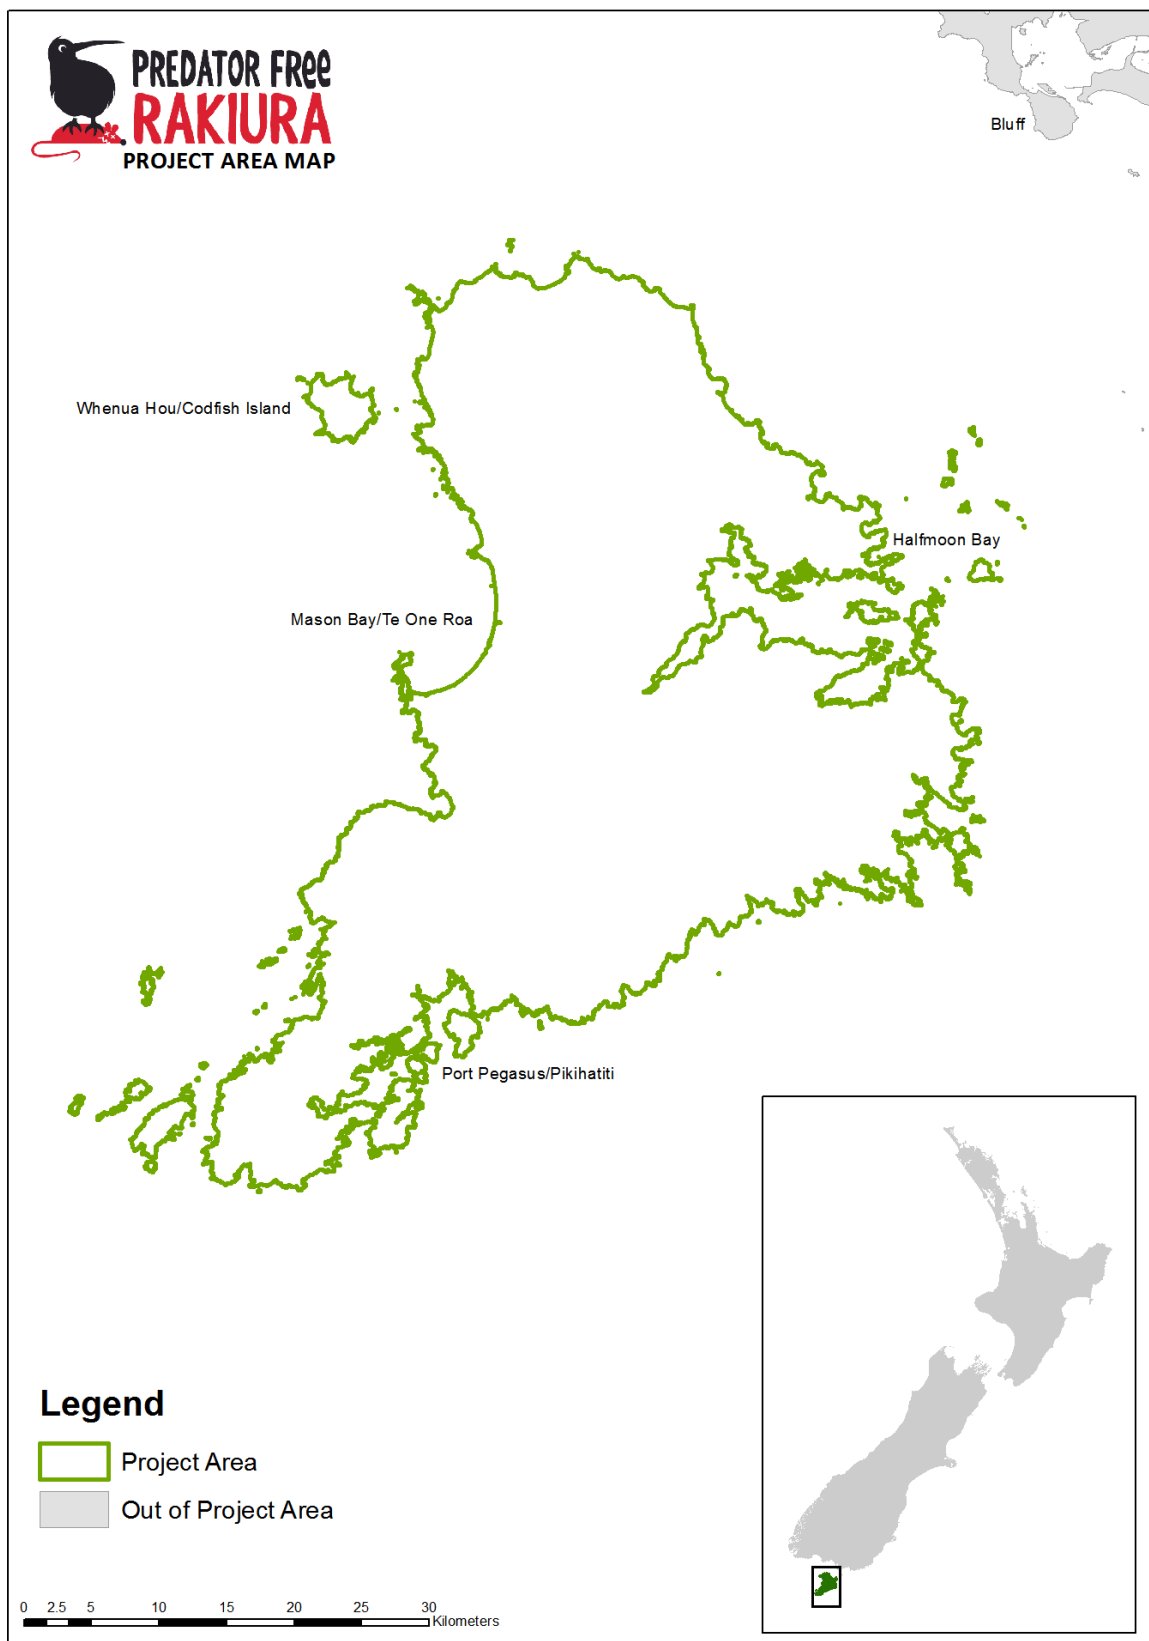 PREDATOR FRee
RAKIURA
PROJECT AREA MAP
Bluff
Whenua Hou/Codfish Island
Halfmoon Bay
Mason Bay/Te One Roa
Port Pegasus/Pikihatiti
Legend
Project Area
Out of Project Area
0 2.5 5 10 15 20 25 30
Kilometers